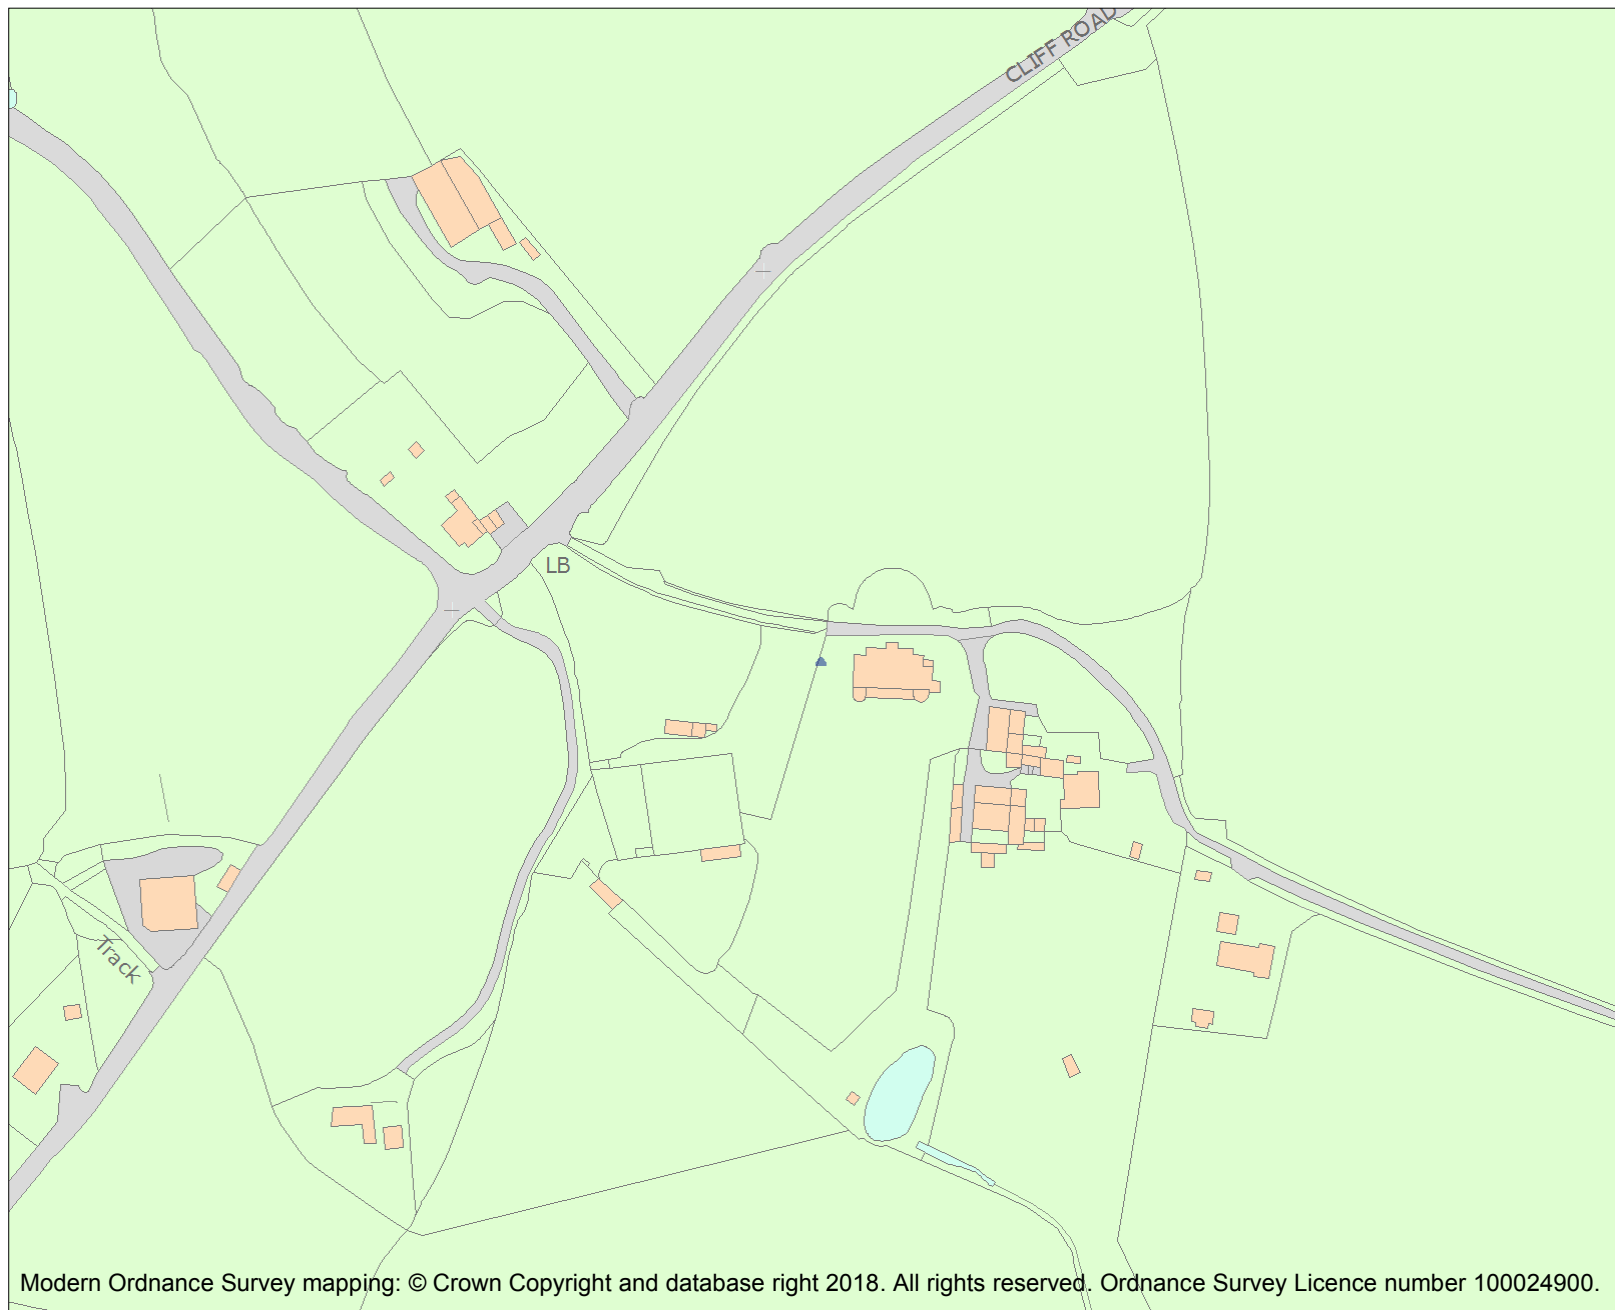 CLIFF ROAD
LB
Track
Modern Ordnance Survey mapping: © Crown Copyright and database right 2018. All rights reserved. Ordnance Survey Licence number 100024900.